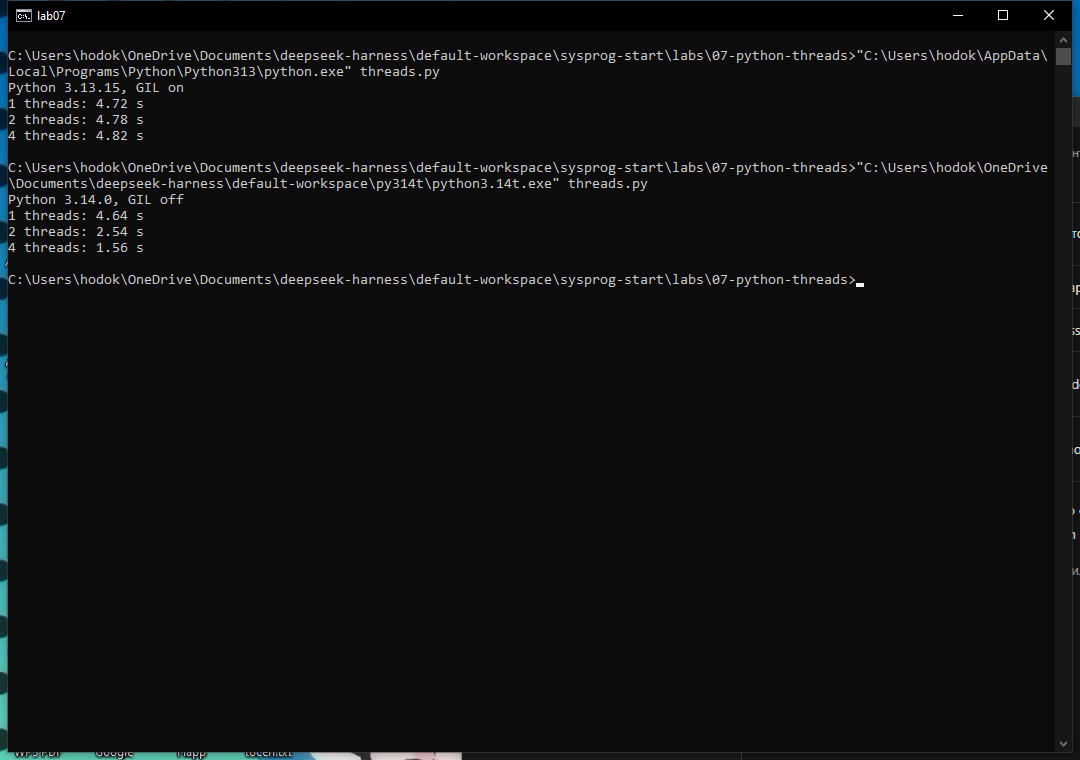 lab07
C:\Users\hodok\OneDrive\Documents\deepseek-harness\default-workspace\sysprog-start\labs\07-python-threads>"C:\Users\hodok\AppData\
Local\Programs\Python\Python313\python.exe" threads.py
Python 3.13.15, GIL on
1 threads: 4.72 s
2 threads: 4.78 s
4 threads: 4.82 s
C:\Users\hodok\OneDrive\Documents\deepseek-harness\default-workspace\sysprog-start\labs\07-python-threads>"C:\Users\hodok\OneDrive
\Documents\deepseek-harness\default-workspace\py314t\python3.14t.exe" threads.py
Python 3.14.0, GIL off
1 threads: 4.64 s
2 threads: 2.54 s
4 threads: 1.56 s
C:\Users\hodok\OneDrive\Documents\deepseek-harness\default-workspace\sysprog-start\labs\07-python-threads>